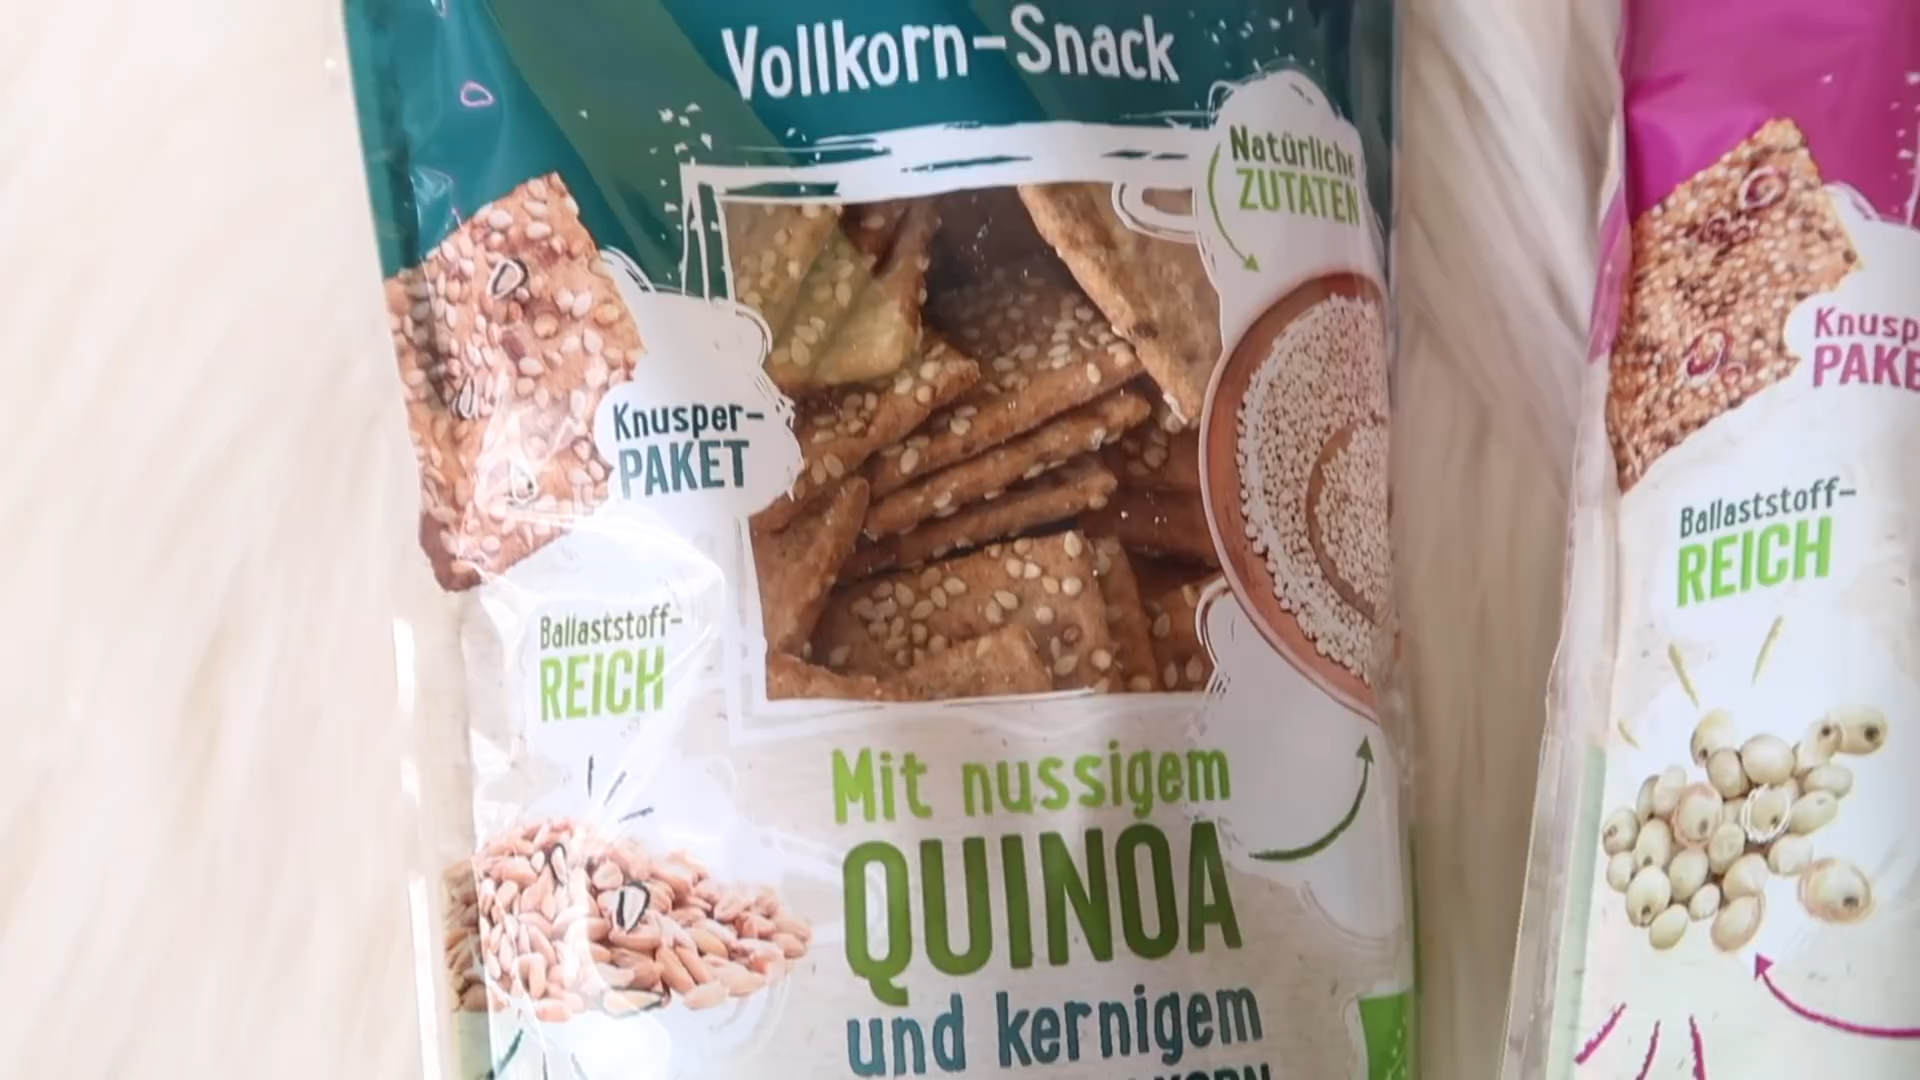 Vollkorn-Snack
Natürliche
ZUTATEN
Knusper-
PAKET
Ballaststoff-
REICH
Mit nussigem
QUINOA
und kernigem
Knusp
PAKE
Ballaststoff-
REICH